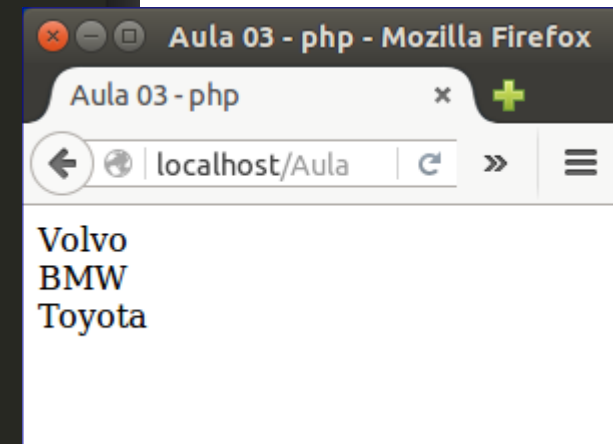 Aula 03 - php - Mozilla Firefox
Aula 03 - php
localhost/Aula
Volvo
BMW
Toyota